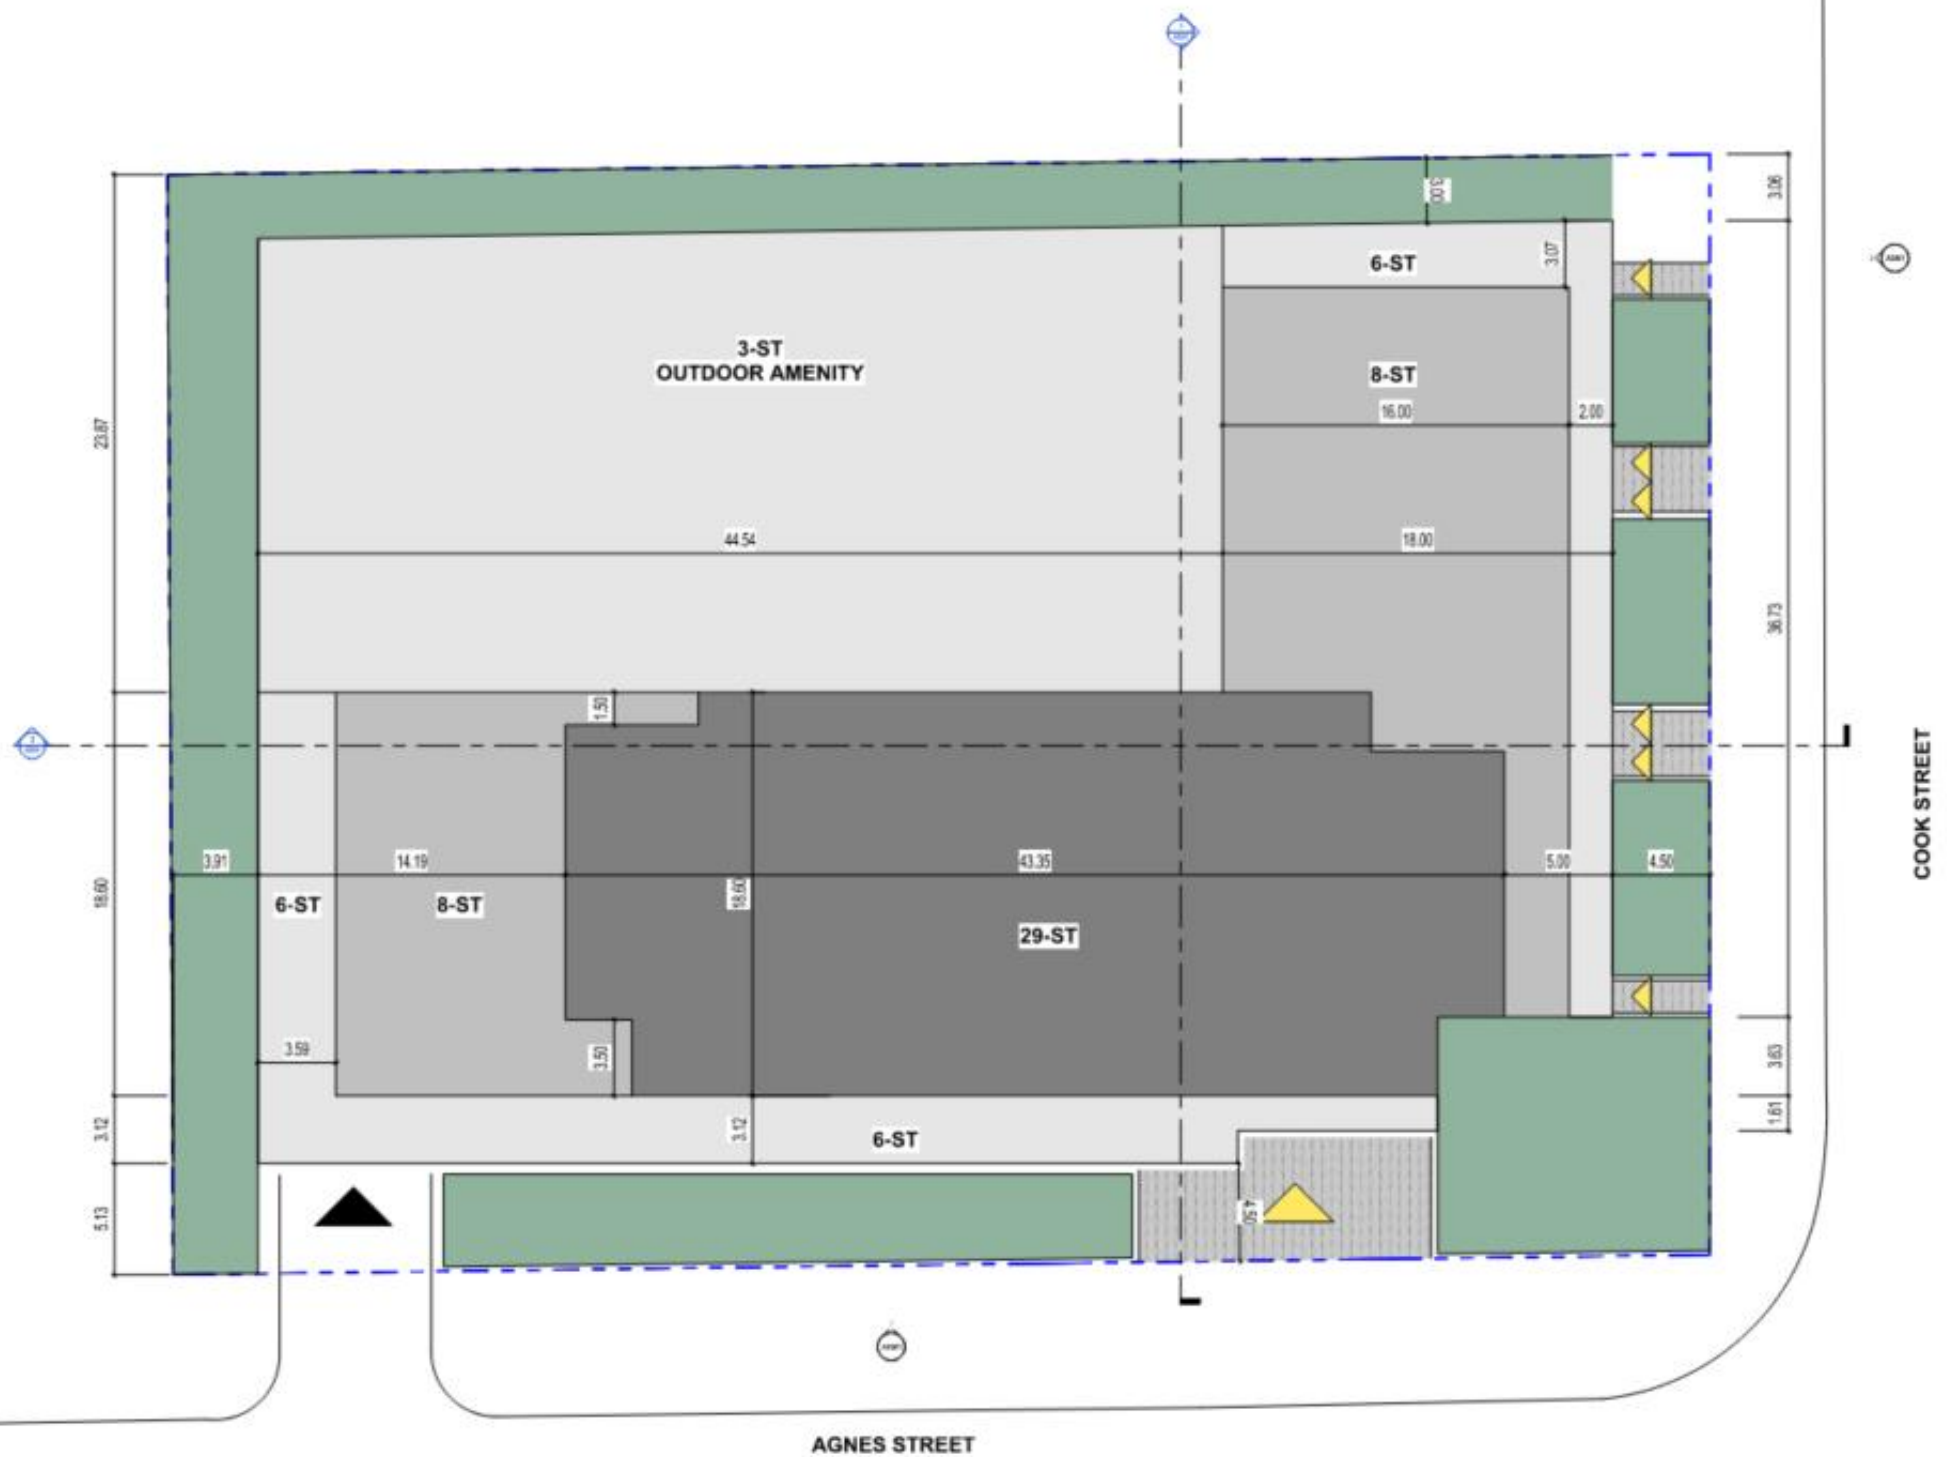 3.06
3.00
6-ST
3.07
3-ST
OUTDOOR AMENITY
8-ST
16.00
2.00
23.87
44.54
18.00
36.73
1.50
COOK STREET
3.91
14.19
43.35
5.00
4.50
18.60
18.60
6-ST
8-ST
29-ST
3.59
3.50
3.63
1.61
3.12
3.12
6-ST
5.13
4.50
AGNES STREET